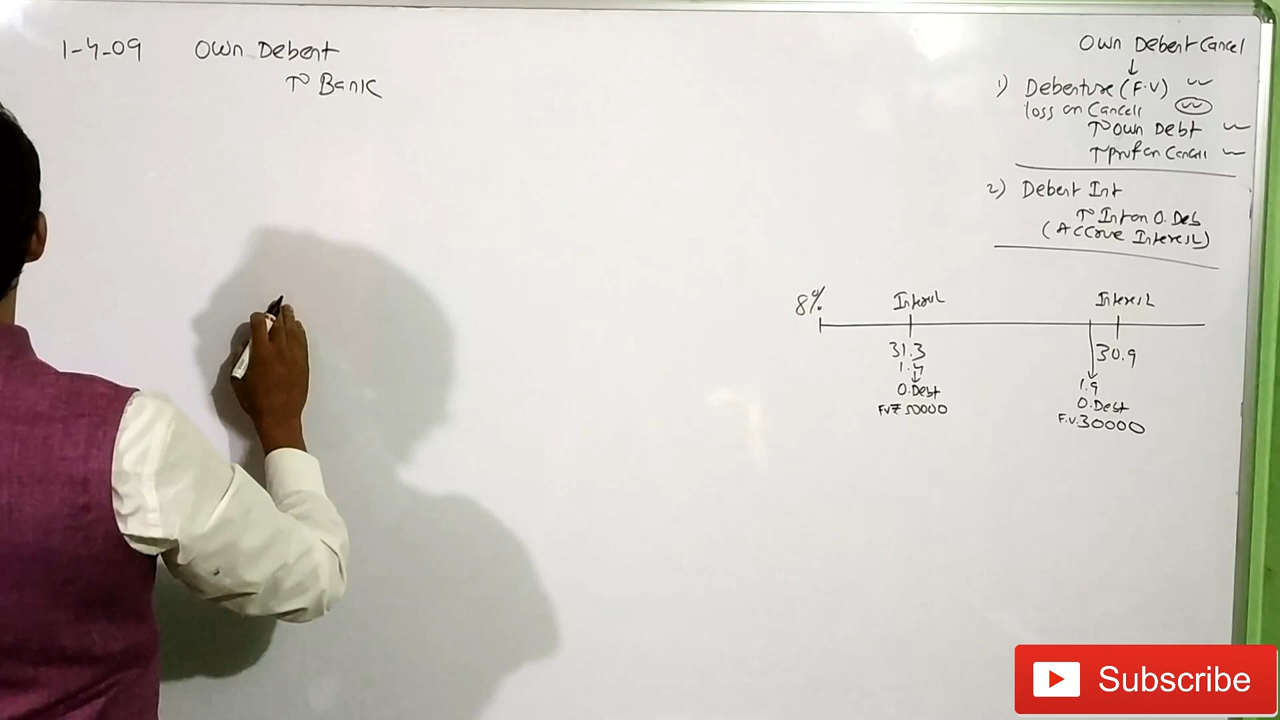 1-4-09 Own Debent
To Bank
Own Debent Cancel
1) Debenture (F.V)
loss on Cancell
To Own Debt
To prof on Cancell
2) Debent Int
To Int on O. Deb
(Accrue Interest)
8% Interest Interest
31.3 30.9
1.4 1.9
O.Debt O.Debt
FV₹ 50000 F.V.30000
Subscribe